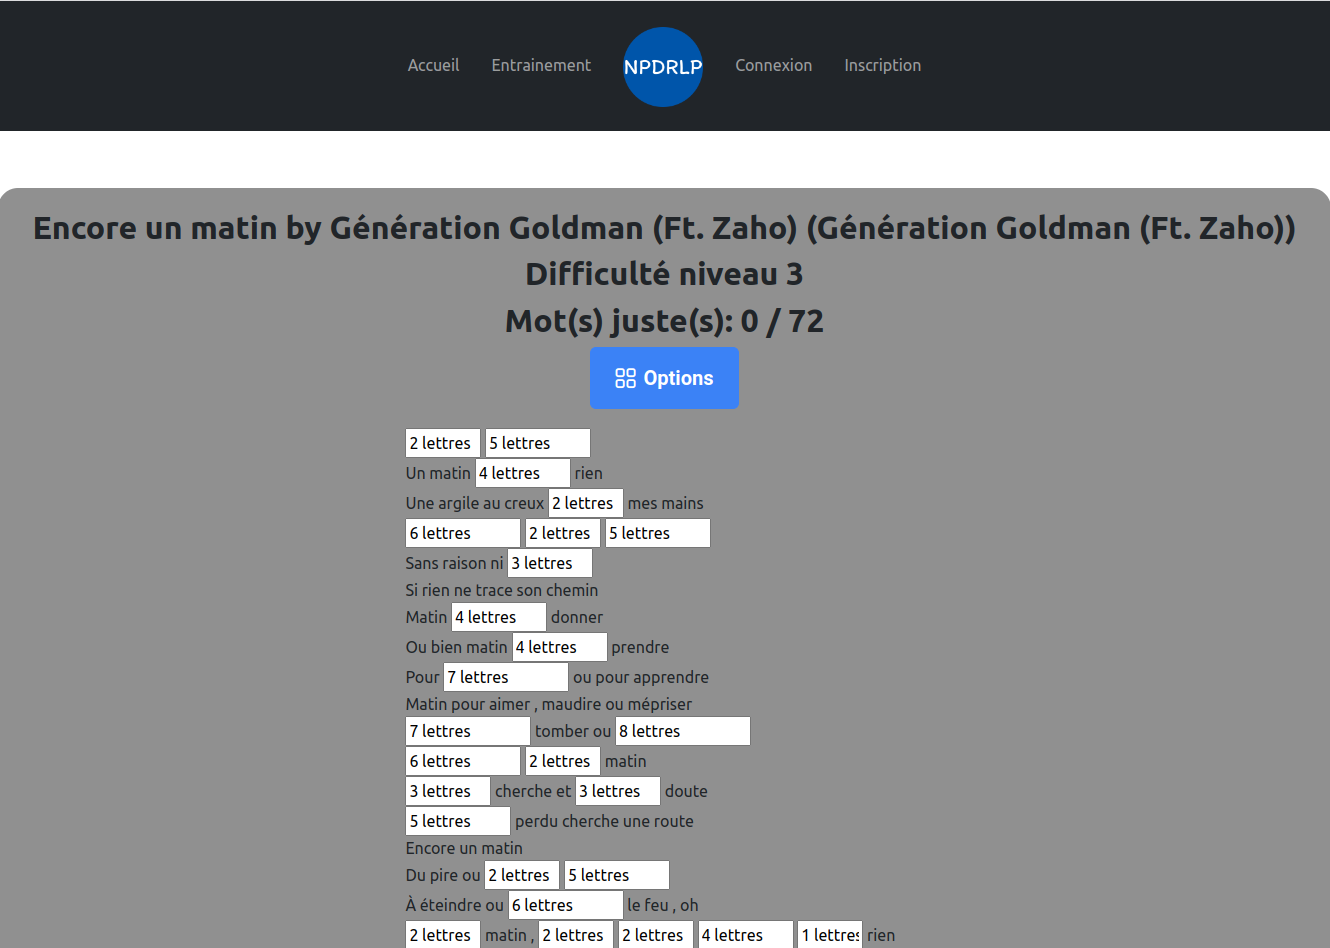 Accueil Entrainement NPDRLP Connexion Inscription
Encore un matin by Génération Goldman (Ft. Zaho) (Génération Goldman (Ft. Zaho))
Difficulté niveau 3
Mot(s) juste(s): 0 / 72
Options
2 lettres 5 lettres
Un matin 4 lettres rien
Une argile au creux 2 lettres mes mains
6 lettres 2 lettres 5 lettres
Sans raison ni 3 lettres
Si rien ne trace son chemin
Matin 4 lettres donner
Ou bien matin 4 lettres prendre
Pour 7 lettres ou pour apprendre
Matin pour aimer , maudire ou mépriser
7 lettres tomber ou 8 lettres
6 lettres 2 lettres matin
3 lettres cherche et 3 lettres doute
5 lettres perdu cherche une route
Encore un matin
Du pire ou 2 lettres 5 lettres
À éteindre ou 6 lettres le feu , oh
2 lettres matin , 2 lettres 2 lettres 4 lettres 1 lettres rien